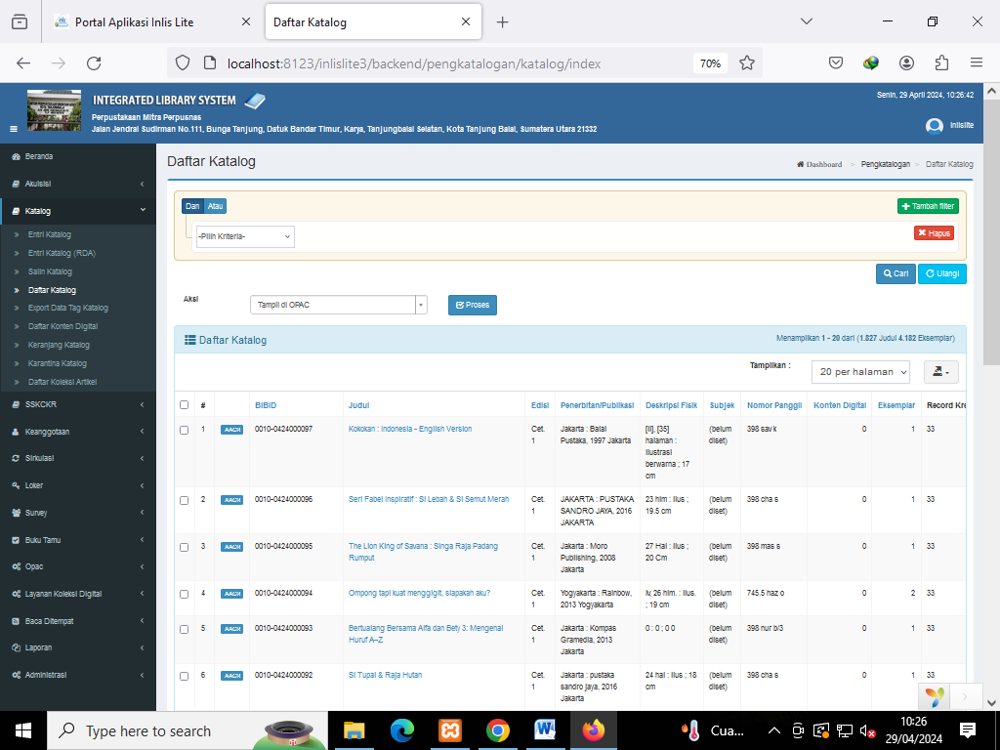 Portal Aplikasi Inlis Lite
Daftar Katalog
localhost:8123/inlislite3/backend/pengkatalogan/katalog/index
70%
INTEGRATED LIBRARY SYSTEM
Perpustakaan Mitra Perpusnas
Jalan Jendral Sudirman No.111, Bunga Tanjung, Datuk Bandar Timur, Karya, Tanjungbalai Selatan, Kota Tanjung Balai, Sumatera Utara 21332
Senin, 29 April 2024, 10:26:42
inlislite
Beranda
Akuisisi
Katalog
Entri Katalog
Entri Katalog (RDA)
Salin Katalog
Daftar Katalog
Export Data Tag Katalog
Daftar Konten Digital
Keranjang Katalog
Karantina Katalog
Daftar Koleksi Artikel
SSKCKR
Keanggotaan
Sirkulasi
Loker
Survey
Buku Tamu
Opac
Layanan Koleksi Digital
Baca Ditempat
Laporan
Administrasi
Daftar Katalog
Dashboard > Pengkatalogan > Daftar Katalog
Dan Atau
Tambah filter
-Pilih Kriteria-
Hapus
Cari Ulangi
Aksi
Tampil di OPAC
Proses
Daftar Katalog
Menampilkan 1 - 20 dari (1.827 Judul 4.182 Eksemplar)
Tampilkan :
20 per halaman
# BIBID Judul Edisi Penerbitan/Publikasi Deskripsi Fisik Subjek Nomor Panggil Konten Digital Eksemplar Record Kre
1 AACR 0010-0424000097 Kokokan : Indonesia - English Version Cet. Jakarta : Balai [II], [35] (belum 398 sav k 0 1 33
1 Pustaka, 1997 Jakarta halaman : diset)
ilustrasi
berwarna ; 17
cm
2 AACR 0010-0424000096 Seri Fabel Inspiratif : Si Lebah & Si Semut Merah Cet. JAKARTA : PUSTAKA 23 hlm : ilus ; (belum 398 cha s 0 1 33
1 SANDRO JAYA, 2016 19.5 cm diset)
JAKARTA
3 AACR 0010-0424000095 The Lion King of Savana : Singa Raja Padang Cet. Jakarta : Moro 27 Hal : ilus ; (belum 398 mas s 0 1 33
Rumput 1 Publishing, 2008 20 Cm diset)
Jakarta
4 AACR 0010-0424000094 Ompong tapi kuat menggigit, siapakah aku? Cet. Yogyakarta : Rainbow, iv, 26 hlm. : ilus. (belum 745.5 haz o 0 2 33
1 2013 Yogyakarta ; 19 cm diset)
5 AACR 0010-0424000093 Bertualang Bersama Alfa dan Bety 3: Mengenal Cet. Jakarta : Kompas 0 : 0 ; 0 0 (belum 398 nur b/3 0 1 33
Huruf A–Z 1 Gramedia, 2013 diset)
Jakarta
6 AACR 0010-0424000092 Si Tupai & Raja Hutan Cet. Jakarta : pustaka 24 hal : ilus ; 18 (belum 398 cha s 0 1 33
1 sandro jaya, 2016 cm diset)
Jakarta
Type here to search
Cua...
10:26
29/04/2024